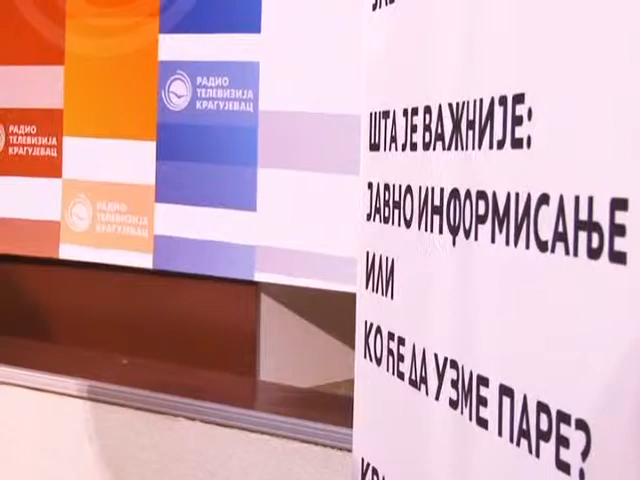 РАДИО
ТЕЛЕВИЗИЈА
КРАГУЈЕВАЦ
РАДИО
ТЕЛЕВИЗИЈА
КРАГУЈЕВАЦ
РАДИО
ТЕЛЕВИЗИЈА
КРАГУЈЕВАЦ
ШТА ЈЕ ВАЖНИЈЕ:
ЈАВНО ИНФОРМИСАЊЕ
ИЛИ
КО ЋЕ ДА УЗМЕ ПАРЕ?